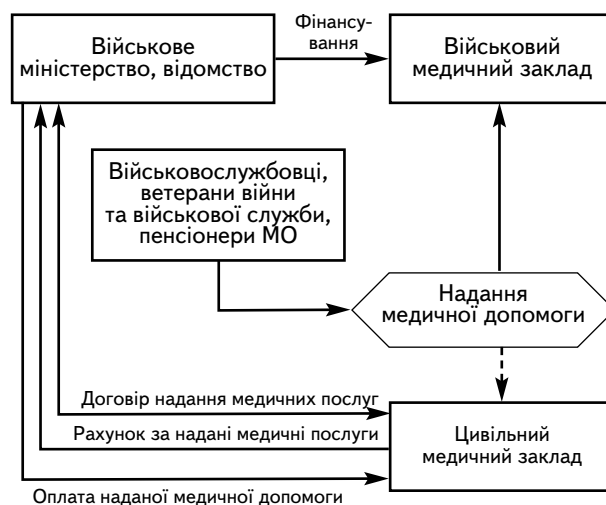 Військове
міністерство, відомство
Фінансу-
вання
Військовий
медичний заклад
Військовослужбовці,
ветерани війни
та військової служби,
пенсіонери МО
Надання
медичної допомоги
Договір надання медичних послуг
Рахунок за надані медичні послуги
Цивільний
медичний заклад
Оплата наданої медичної допомоги